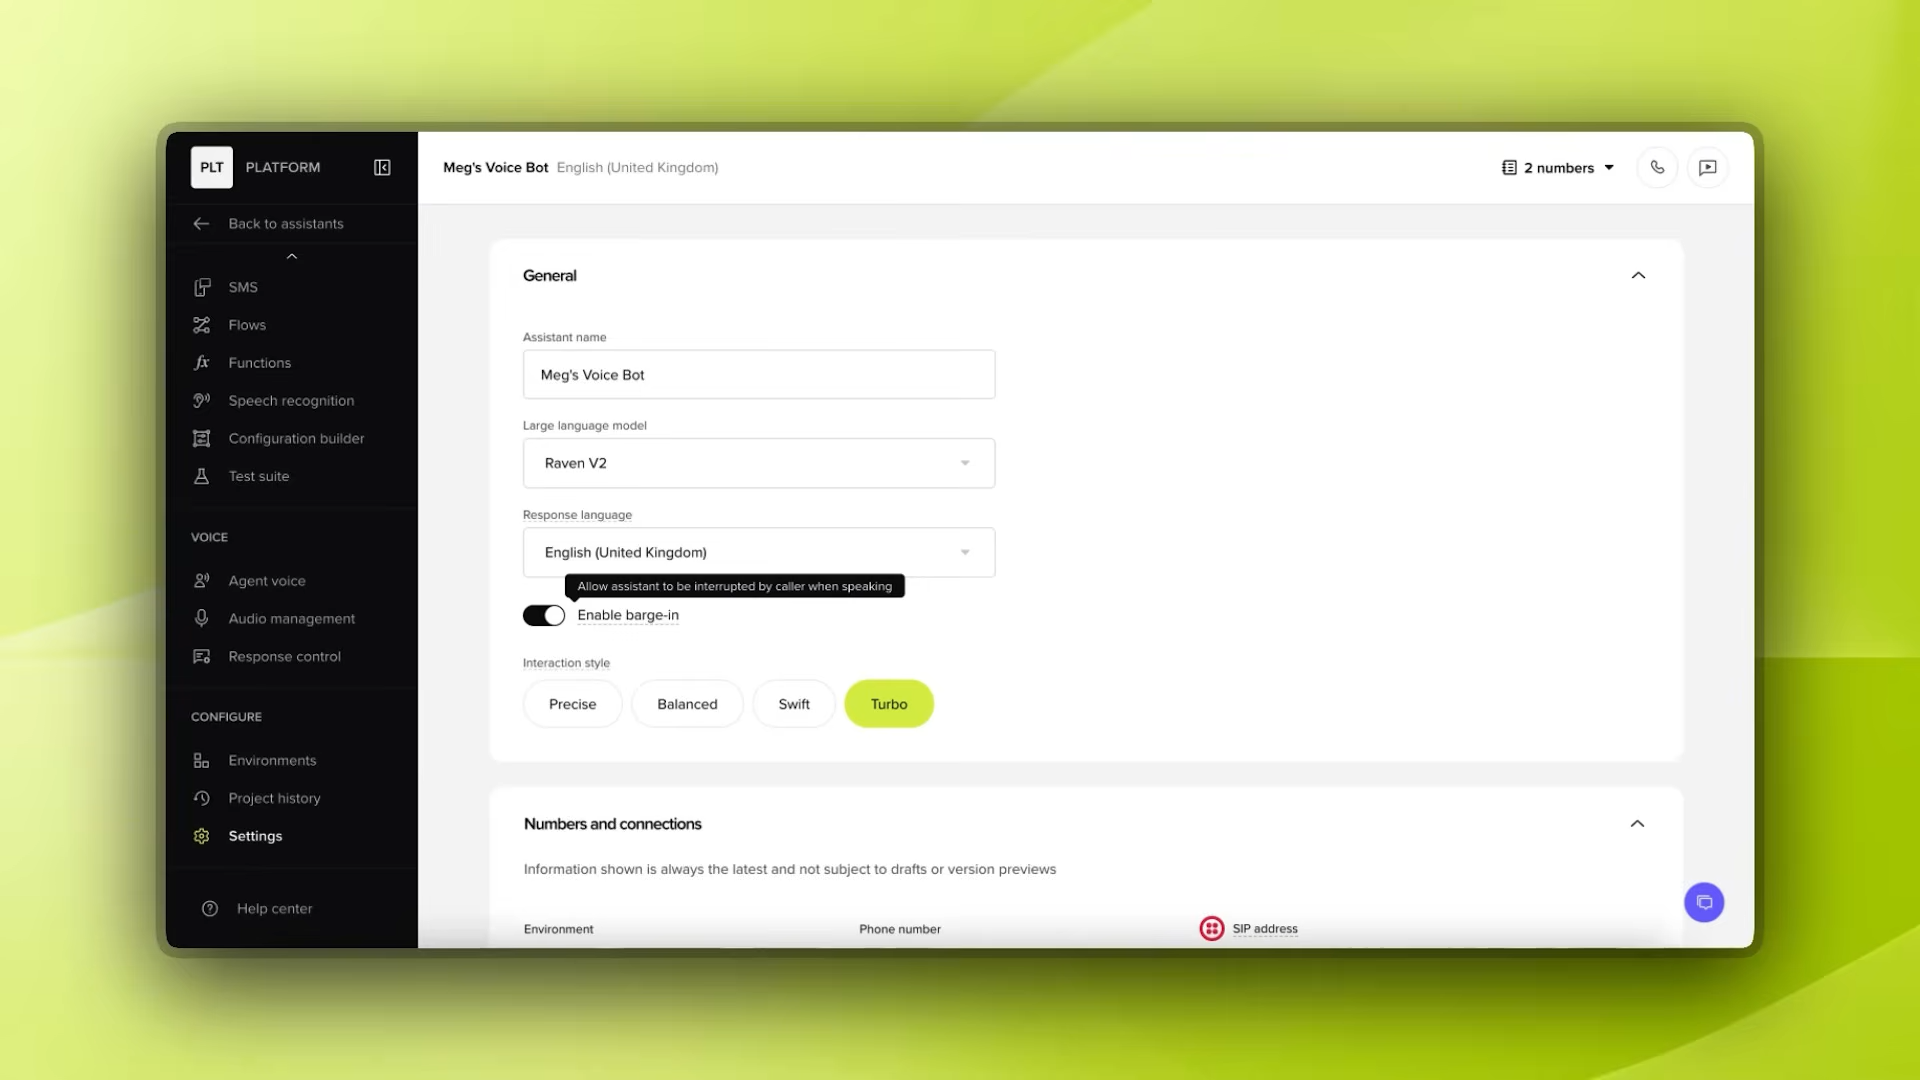 PLT PLATFORM
Back to assistants
SMS
Flows
fx Functions
Speech recognition
Configuration builder
Test suite
VOICE
Agent voice
Audio management
Response control
CONFIGURE
Environments
Project history
Settings
Help center
Meg's Voice Bot English (United Kingdom)
2 numbers
General
Assistant name
Meg's Voice Bot
Large language model
Raven V2
Response language
English (United Kingdom)
Allow assistant to be interrupted by caller when speaking
Enable barge-in
Interaction style
Precise Balanced Swift Turbo
Numbers and connections
Information shown is always the latest and not subject to drafts or version previews
Environment Phone number SIP address